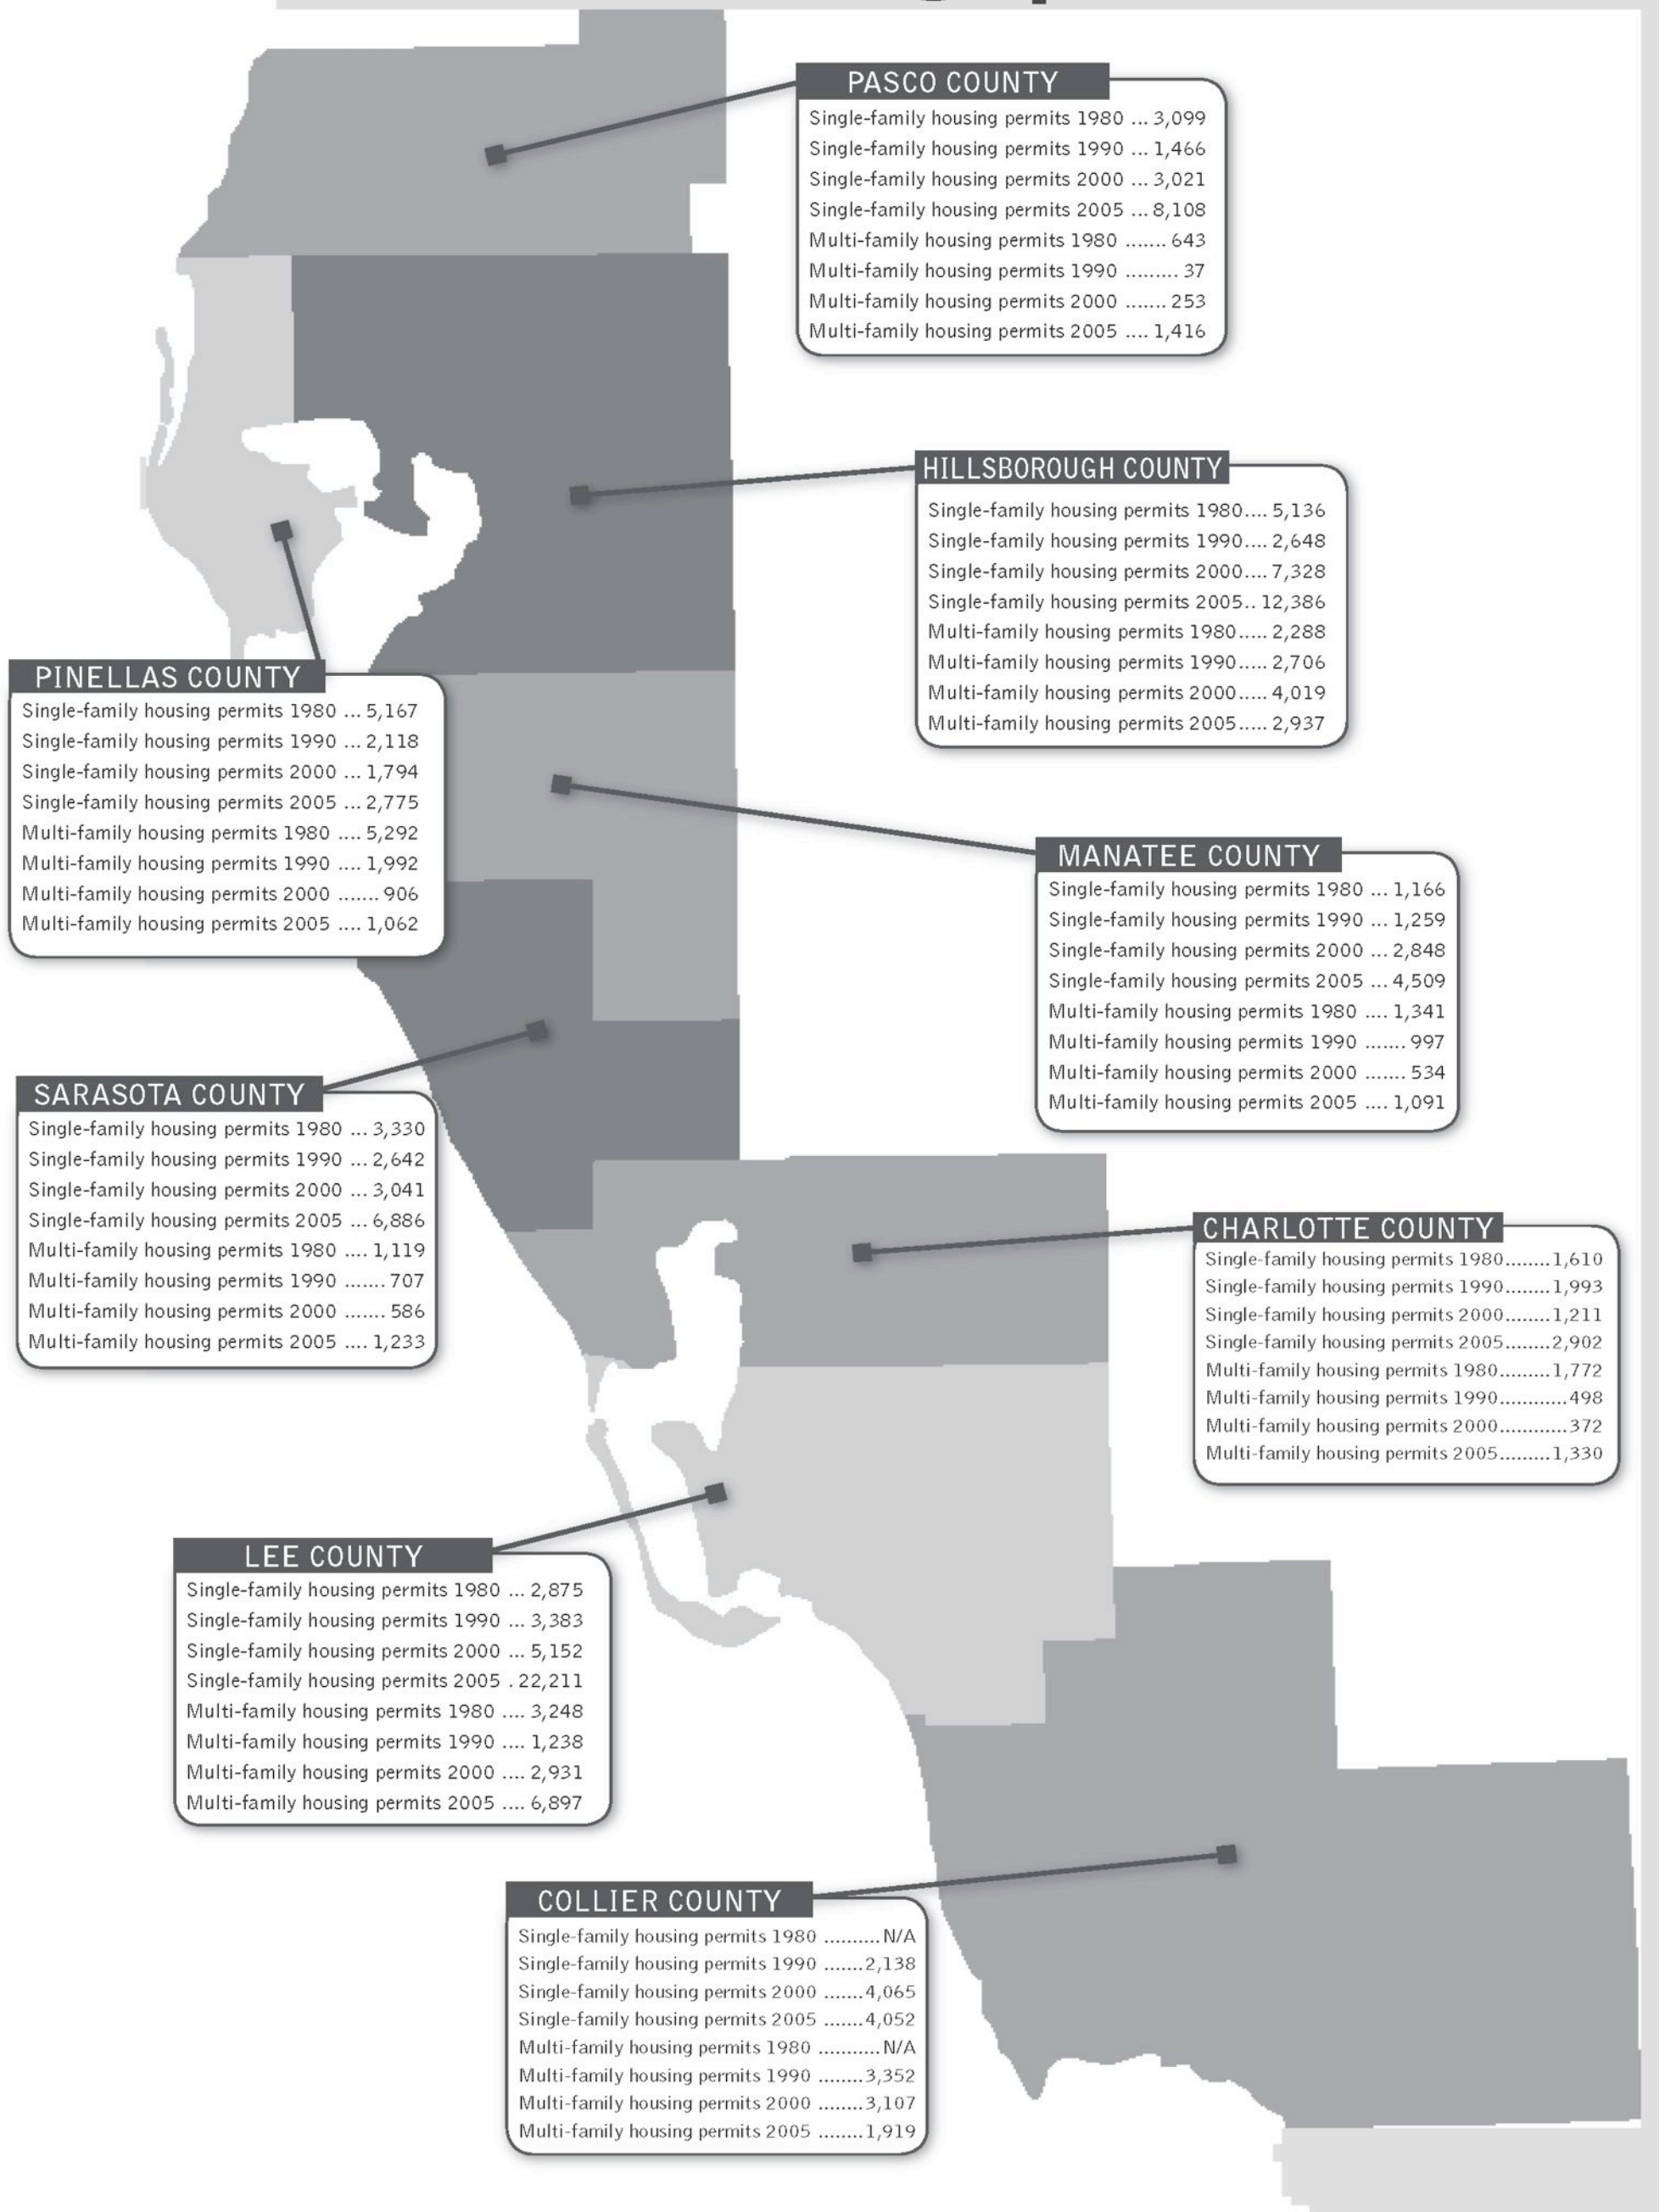 PASCO COUNTY
Single-family housing permits 1980 ... 3,099
Single-family housing permits 1990 ... 1,466
Single-family housing permits 2000 ... 3,021
Single-family housing permits 2005 ... 8,108
Multi-family housing permits 1980 ....... 643
Multi-family housing permits 1990 ......... 37
Multi-family housing permits 2000 ....... 253
Multi-family housing permits 2005 .... 1,416
HILLSBOROUGH COUNTY
Single-family housing permits 1980.... 5,136
Single-family housing permits 1990.... 2,648
Single-family housing permits 2000.... 7,328
Single-family housing permits 2005.. 12,386
Multi-family housing permits 1980..... 2,288
Multi-family housing permits 1990..... 2,706
Multi-family housing permits 2000..... 4,019
Multi-family housing permits 2005..... 2,937
PINELLAS COUNTY
Single-family housing permits 1980 ... 5,167
Single-family housing permits 1990 ... 2,118
Single-family housing permits 2000 ... 1,794
Single-family housing permits 2005 ... 2,775
Multi-family housing permits 1980 .... 5,292
Multi-family housing permits 1990 .... 1,992
Multi-family housing permits 2000 ....... 906
Multi-family housing permits 2005 .... 1,062
MANATEE COUNTY
Single-family housing permits 1980 ... 1,166
Single-family housing permits 1990 ... 1,259
Single-family housing permits 2000 ... 2,848
Single-family housing permits 2005 ... 4,509
Multi-family housing permits 1980 .... 1,341
Multi-family housing permits 1990 ....... 997
Multi-family housing permits 2000 ....... 534
Multi-family housing permits 2005 .... 1,091
SARASOTA COUNTY
Single-family housing permits 1980 ... 3,330
Single-family housing permits 1990 ... 2,642
Single-family housing permits 2000 ... 3,041
Single-family housing permits 2005 ... 6,886
Multi-family housing permits 1980 .... 1,119
Multi-family housing permits 1990 ....... 707
Multi-family housing permits 2000 ....... 586
Multi-family housing permits 2005 .... 1,233
CHARLOTTE COUNTY
Single-family housing permits 1980........1,610
Single-family housing permits 1990........1,993
Single-family housing permits 2000........1,211
Single-family housing permits 2005........2,902
Multi-family housing permits 1980.........1,772
Multi-family housing permits 1990............498
Multi-family housing permits 2000............372
Multi-family housing permits 2005.........1,330
LEE COUNTY
Single-family housing permits 1980 ... 2,875
Single-family housing permits 1990 ... 3,383
Single-family housing permits 2000 ... 5,152
Single-family housing permits 2005 . 22,211
Multi-family housing permits 1980 .... 3,248
Multi-family housing permits 1990 .... 1,238
Multi-family housing permits 2000 .... 2,931
Multi-family housing permits 2005 .... 6,897
COLLIER COUNTY
Single-family housing permits 1980 ..........N/A
Single-family housing permits 1990 .......2,138
Single-family housing permits 2000 .......4,065
Single-family housing permits 2005 .......4,052
Multi-family housing permits 1980 ...........N/A
Multi-family housing permits 1990 ........3,352
Multi-family housing permits 2000 ........3,107
Multi-family housing permits 2005 ........1,919